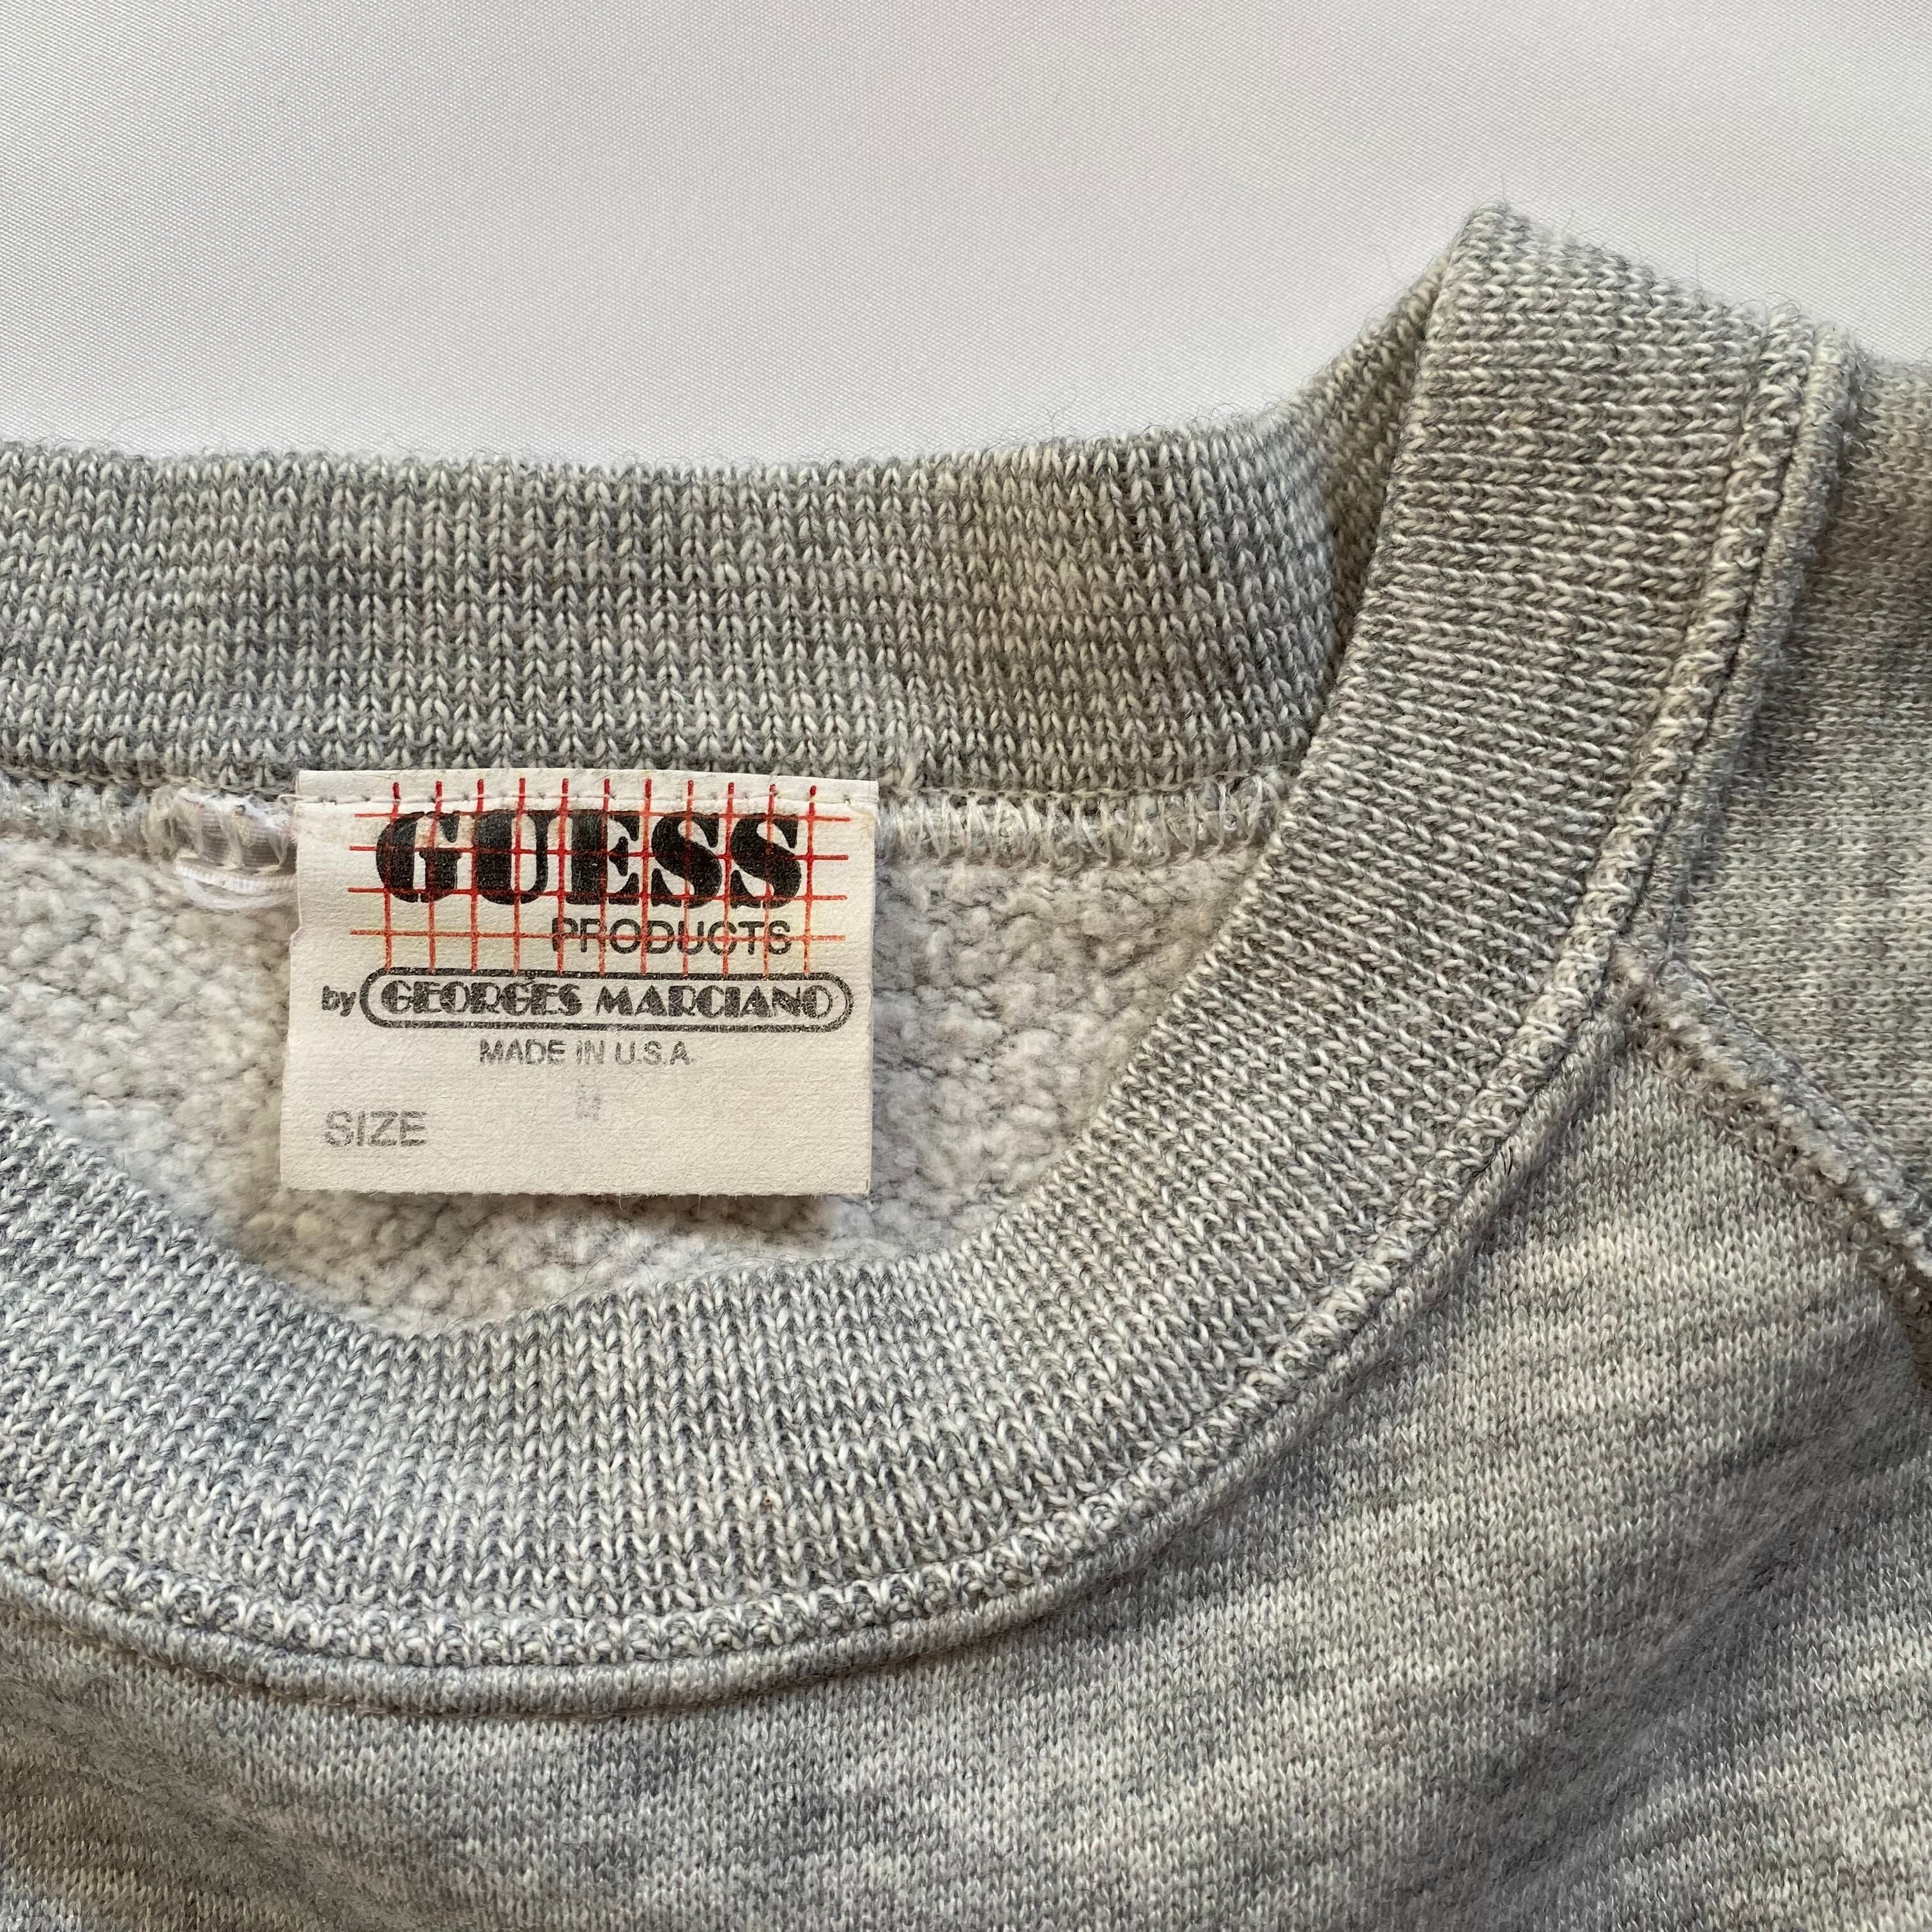 GUESS
PRODUCTS
by GEORGES MARCIANO
MADE IN U.S.A.
SIZE